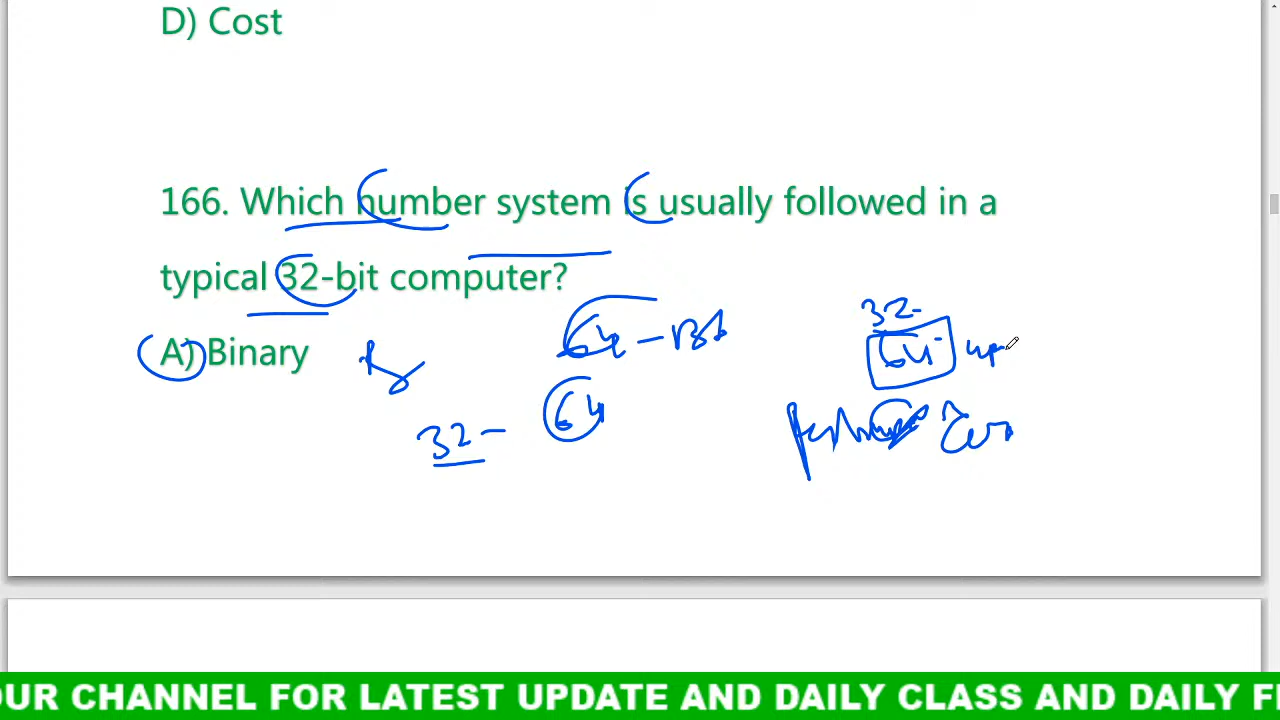 D) Cost
166. Which number system is usually followed in a
typical 32-bit computer?
A) Binary
32-
64 - Bit
64- up
32-
64
OUR CHANNEL FOR LATEST UPDATE AND DAILY CLASS AND DAILY F